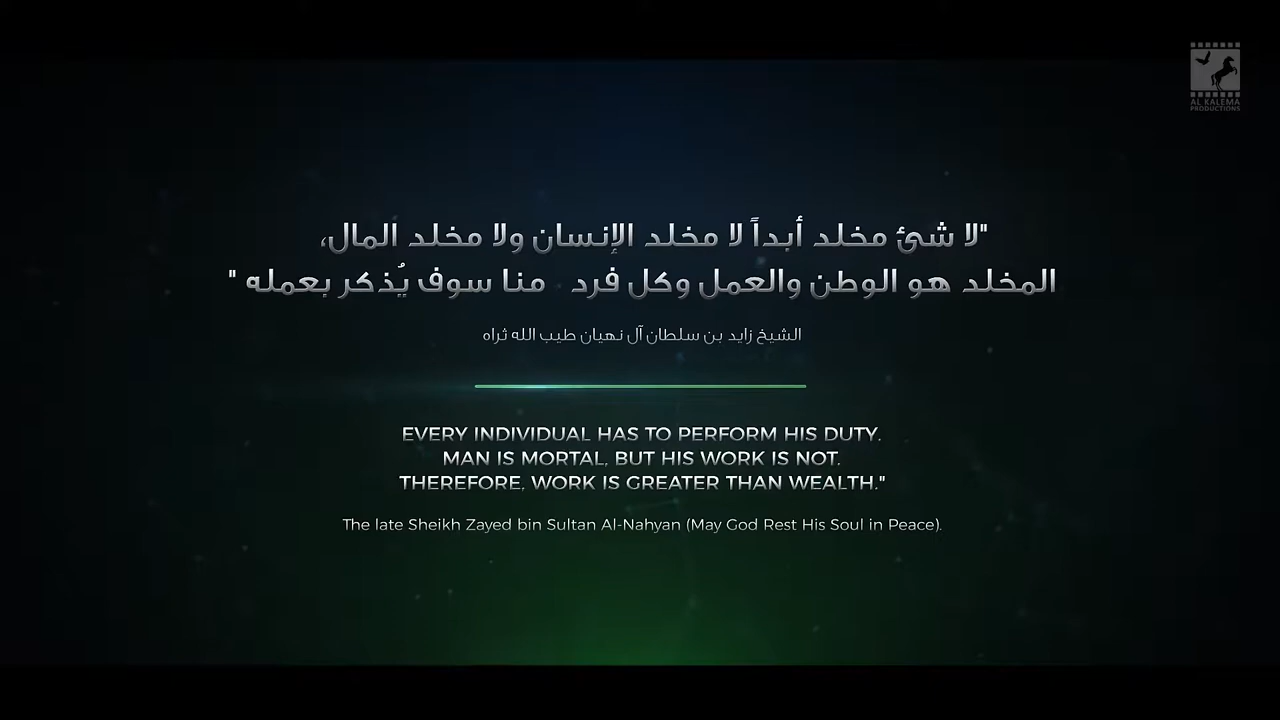 "لا شئ مخلد أبداً لا مخلد الإنسان ولا مخلد المال،
المخلد هو الوطن والعمل وكل فرد منا سوف يُذكر بعمله "
الشيخ زايد بن سلطان آل نهيان طيب الله ثراه
EVERY INDIVIDUAL HAS TO PERFORM HIS DUTY.
MAN IS MORTAL, BUT HIS WORK IS NOT.
THEREFORE, WORK IS GREATER THAN WEALTH."
The late Sheikh Zayed bin Sultan Al-Nahyan (May God Rest His Soul in Peace).
AL KALEMA
PRODUCTIONS